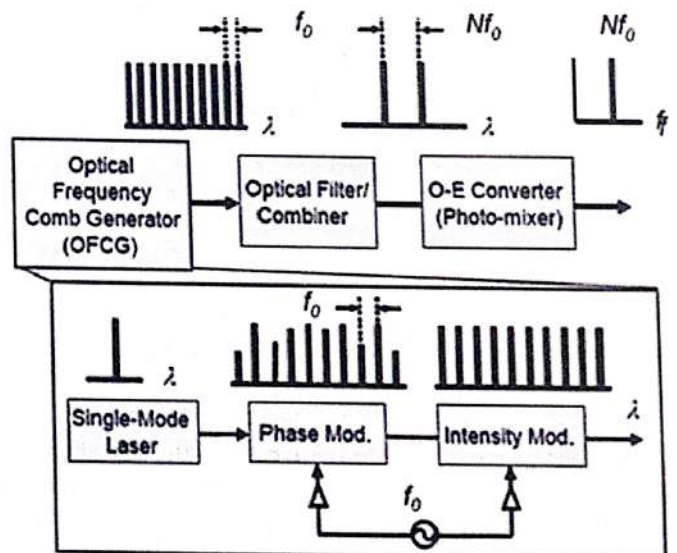 f₀
Nf₀
Nf₀
λ
λ
f
Optical
Frequency
Comb Generator
(OFCG)
Optical Filter/
Combiner
O-E Converter
(Photo-mixer)
f₀
λ
λ
Single-Mode
Laser
Phase Mod.
Intensity Mod.
f₀